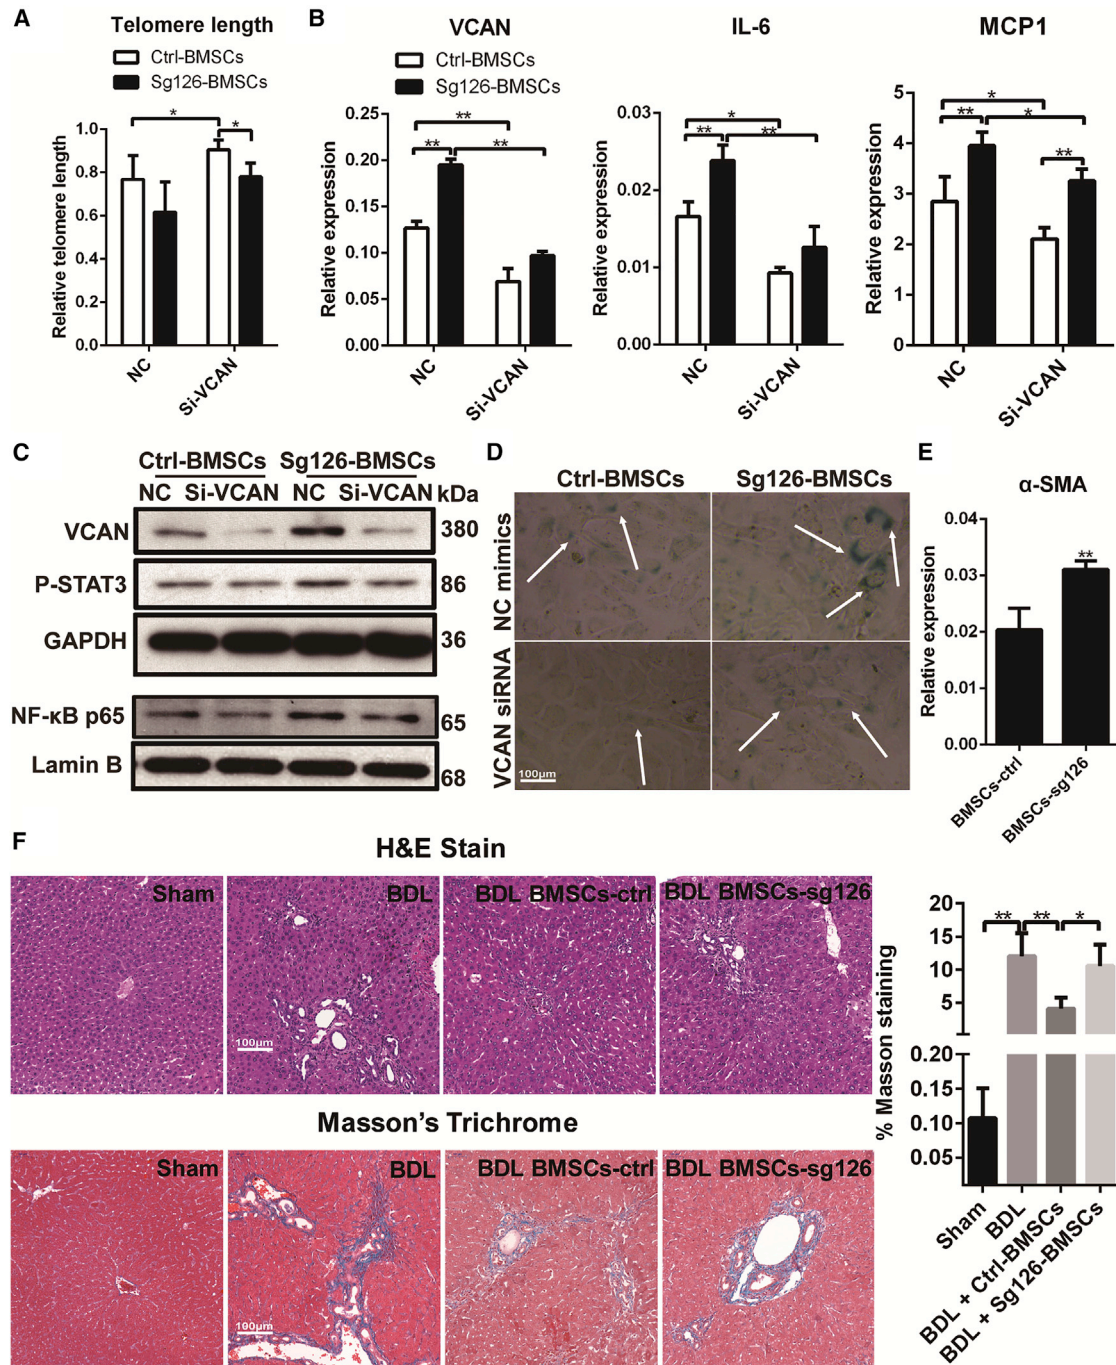 A
Telomere length
Ctrl-BMSCs
Sg126-BMSCs
Relative telomere length
1.0
0.8
0.6
0.4
0.2
0.0
*
*
NC
Si-VCAN
B
VCAN
Ctrl-BMSCs
Sg126-BMSCs
Relative expression
0.25
0.20
0.15
0.10
0.05
0.00
**
**
**
NC
Si-VCAN
IL-6
Relative expression
0.03
0.02
0.01
0.00
*
**
**
NC
Si-VCAN
MCP1
Relative expression
5
4
3
2
1
0
*
**
*
**
NC
Si-VCAN
C
Ctrl-BMSCs Sg126-BMSCs
NC Si-VCAN NC Si-VCAN kDa
VCAN 380
P-STAT3 86
GAPDH 36
NF-κB p65 65
Lamin B 68
D
Ctrl-BMSCs Sg126-BMSCs
NC mimics
VCAN siRNA
100μm
E
α-SMA
Relative expression
0.04
0.03
0.02
0.01
0.00
**
BMSCs-ctrl
BMSCs-sg126
F
H&E Stain
Sham
BDL
BDL BMSCs-ctrl
BDL BMSCs-sg126
100μm
Masson's Trichrome
Sham
BDL
BDL BMSCs-ctrl
BDL BMSCs-sg126
100μm
% Masson staining
20
15
10
5
0.20
0.15
0.10
0.05
**
**
*
Sham
BDL
BDL + Ctrl-BMSCs
BDL + Sg126-BMSCs